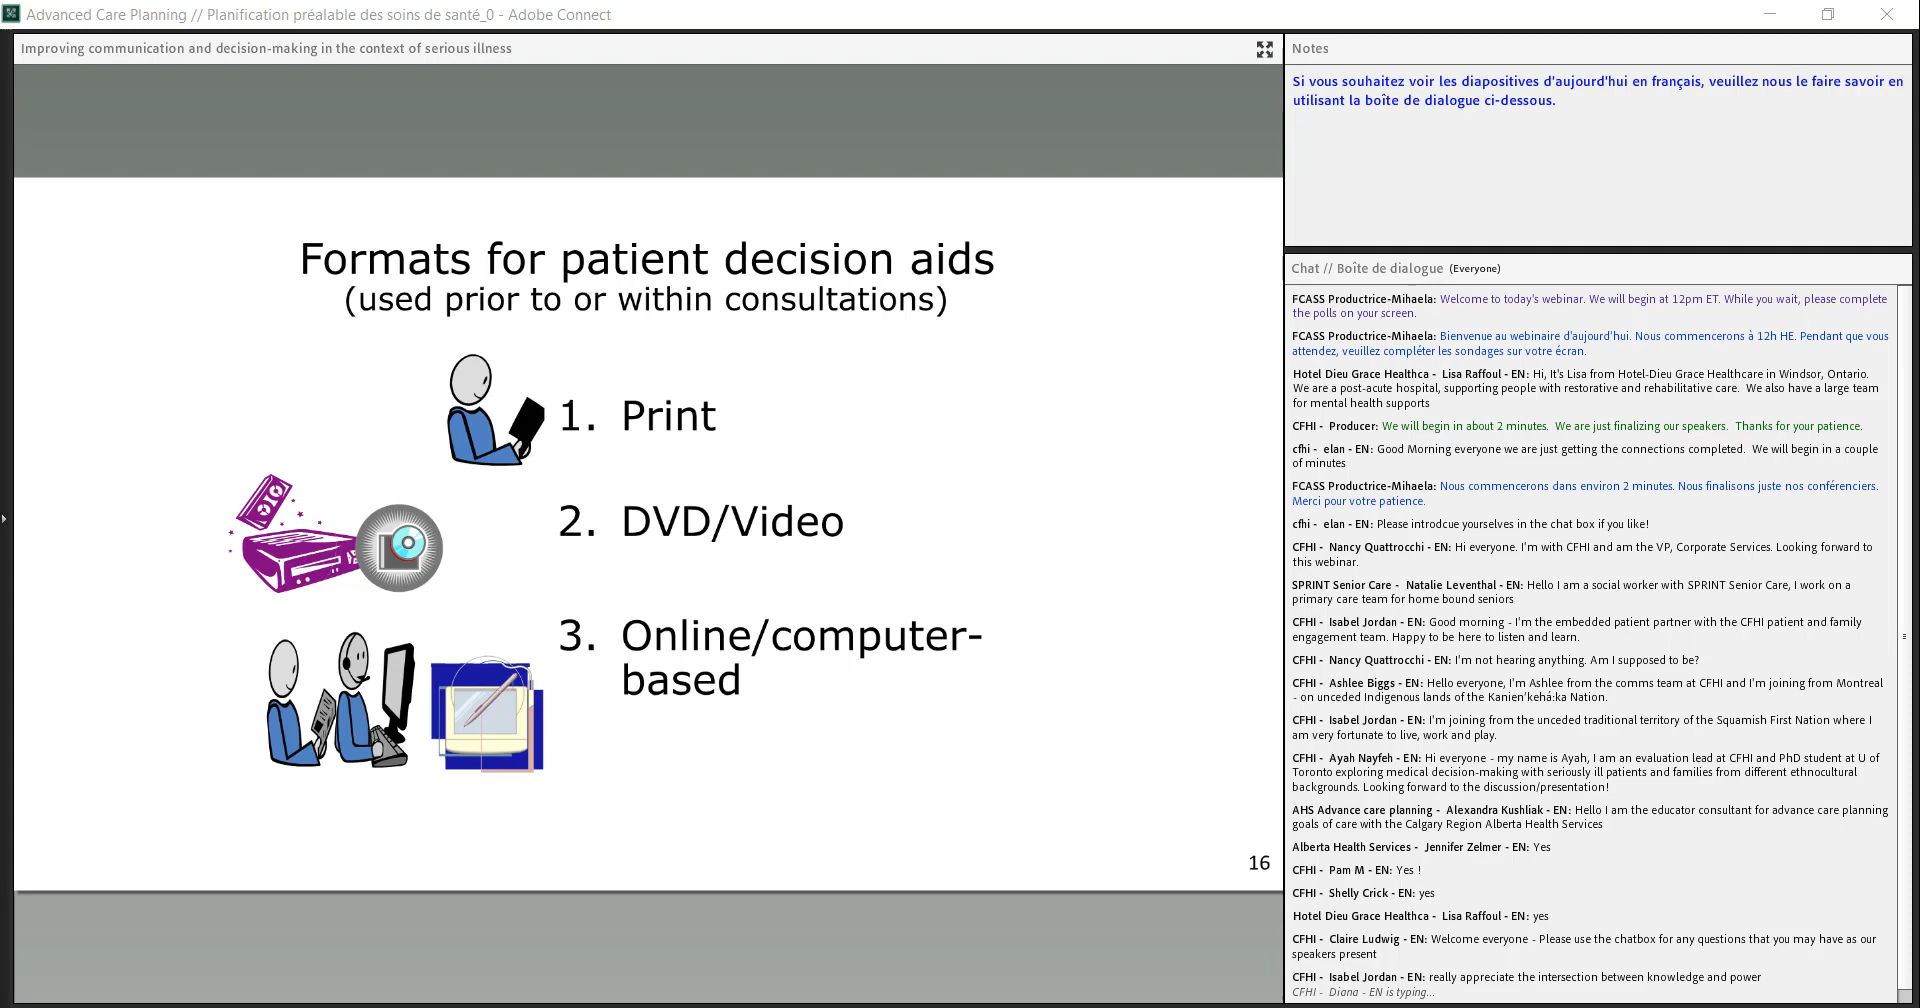 Advanced Care Planning // Planification préalable des soins de santé_0 - Adobe Connect
Improving communication and decision-making in the context of serious illness
Formats for patient decision aids
(used prior to or within consultations)
1. Print
2. DVD/Video
3. Online/computer-
based
16
Notes
Si vous souhaitez voir les diapositives d'aujourd'hui en français, veuillez nous le faire savoir en
utilisant la boîte de dialogue ci-dessous.
Chat // Boîte de dialogue (Everyone)
FCASS Productrice-Mihaela: Welcome to today's webinar. We will begin at 12pm ET. While you wait, please complete
the polls on your screen.
FCASS Productrice-Mihaela: Bienvenue au webinaire d'aujourd'hui. Nous commencerons à 12h HE. Pendant que vous
attendez, veuillez compléter les sondages sur votre écran.
Hotel Dieu Grace Healthca - Lisa Raffoul - EN: Hi, It's Lisa from Hotel-Dieu Grace Healthcare in Windsor, Ontario.
We are a post-acute hospital, supporting people with restorative and rehabilitative care. We also have a large team
for mental health supports
CFHI - Producer: We will begin in about 2 minutes. We are just finalizing our speakers. Thanks for your patience.
cfhi - elan - EN: Good Morning everyone we are just getting the connections completed. We will begin in a couple
of minutes
FCASS Productrice-Mihaela: Nous commencerons dans environ 2 minutes. Nous finalisons juste nos conférenciers.
Merci pour votre patience.
cfhi - elan - EN: Please introdcue yourselves in the chat box if you like!
CFHI - Nancy Quattrocchi - EN: Hi everyone. I'm with CFHI and am the VP, Corporate Services. Looking forward to
this webinar.
SPRINT Senior Care - Natalie Leventhal - EN: Hello I am a social worker with SPRINT Senior Care, I work on a
primary care team for home bound seniors
CFHI - Isabel Jordan - EN: Good morning - I'm the embedded patient partner with the CFHI patient and family
engagement team. Happy to be here to listen and learn.
CFHI - Nancy Quattrocchi - EN: I'm not hearing anything. Am I supposed to be?
CFHI - Ashlee Biggs - EN: Hello everyone, I'm Ashlee from the comms team at CFHI and I'm joining from Montreal
- on unceded Indigenous lands of the Kanien'kehá:ka Nation.
CFHI - Isabel Jordan - EN: I'm joining from the unceded traditional territory of the Squamish First Nation where I
am very fortunate to live, work and play.
CFHI - Ayah Nayfeh - EN: Hi everyone - my name is Ayah, I am an evaluation lead at CFHI and PhD student at U of
Toronto exploring medical decision-making with seriously ill patients and families from different ethnocultural
backgrounds. Looking forward to the discussion/presentation!
AHS Advance care planning - Alexandra Kushliak - EN: Hello I am the educator consultant for advance care planning
goals of care with the Calgary Region Alberta Health Services
Alberta Health Services - Jennifer Zelmer - EN: Yes
CFHI - Pam M - EN: Yes !
CFHI - Shelly Crick - EN: yes
Hotel Dieu Grace Healthca - Lisa Raffoul - EN: yes
CFHI - Claire Ludwig - EN: Welcome everyone - Please use the chatbox for any questions that you may have as our
speakers present
CFHI - Isabel Jordan - EN: really appreciate the intersection between knowledge and power
CFHI - Diana - EN is typing...